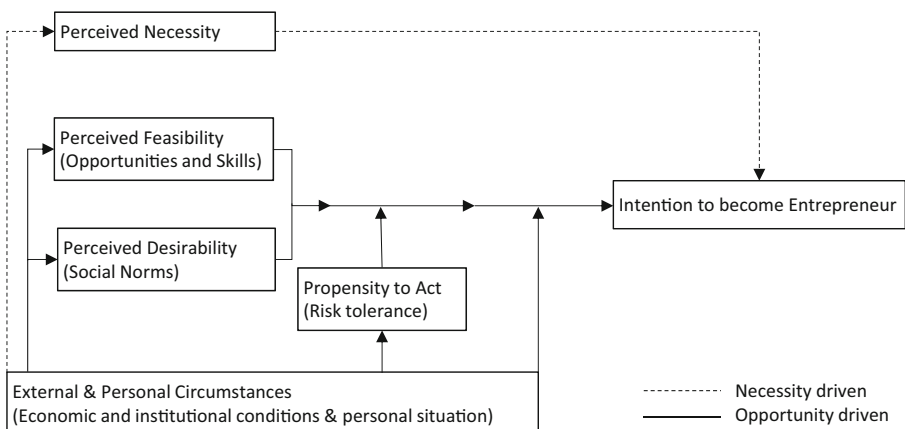 Perceived Necessity
Perceived Feasibility
(Opportunities and Skills)
Intention to become Entrepreneur
Perceived Desirability
(Social Norms)
Propensity to Act
(Risk tolerance)
External & Personal Circumstances
(Economic and institutional conditions & personal situation)
Necessity driven
Opportunity driven